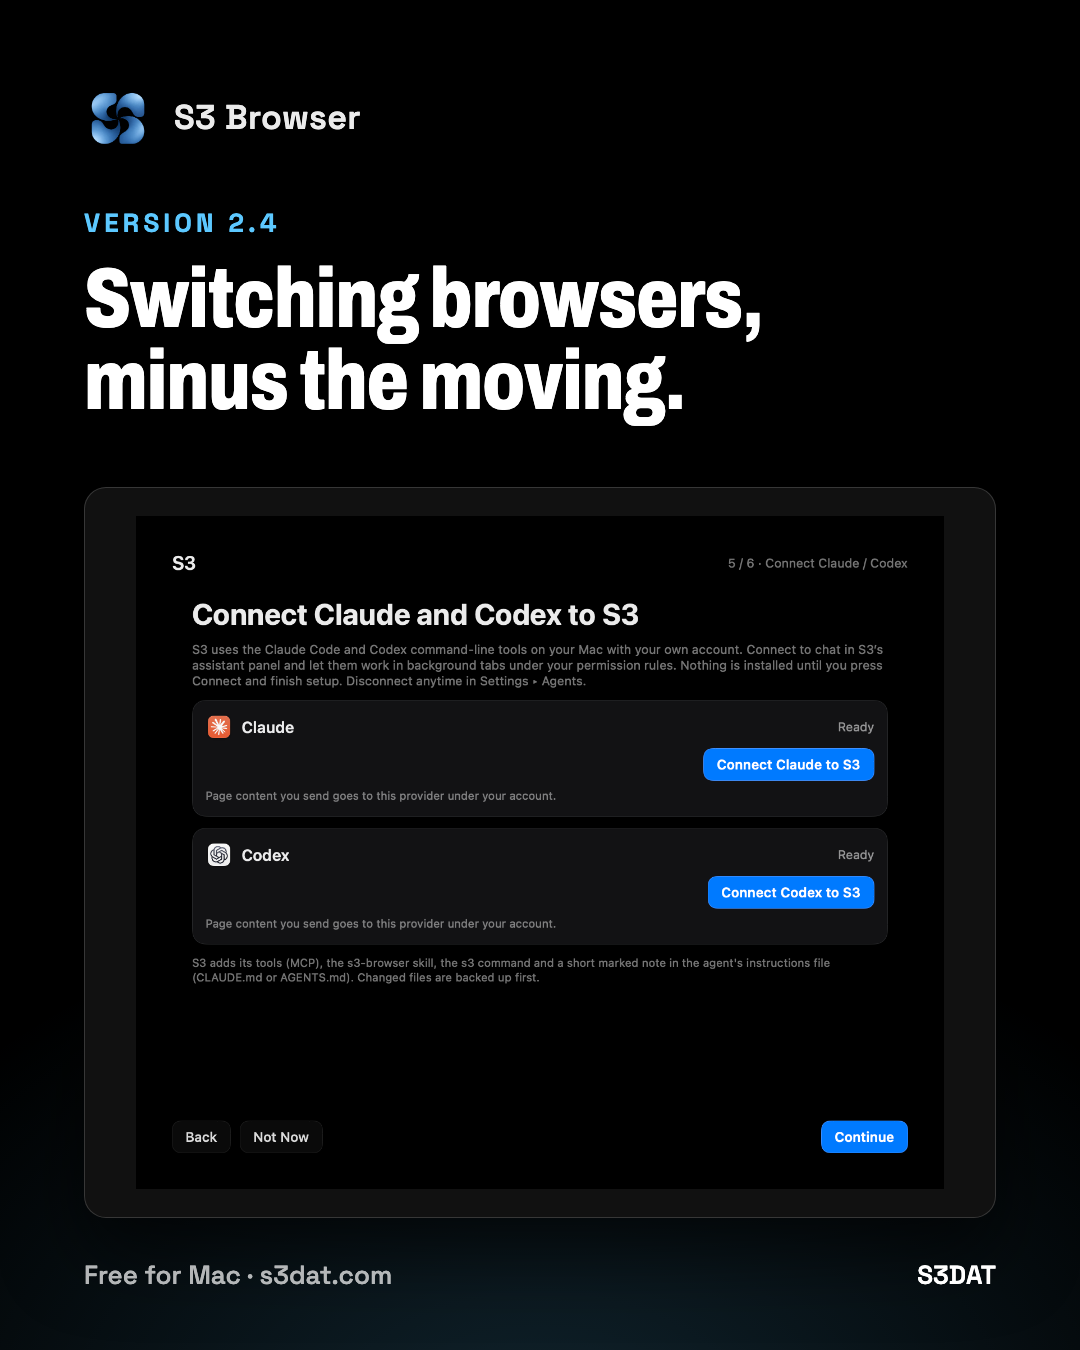 S3 Browser
VERSION 2.4
Switching browsers,
minus the moving.
S3
5 / 6 · Connect Claude / Codex
Connect Claude and Codex to S3
S3 uses the Claude Code and Codex command-line tools on your Mac with your own account. Connect to chat in S3's
assistant panel and let them work in background tabs under your permission rules. Nothing is installed until you press
Connect and finish setup. Disconnect anytime in Settings ▸ Agents.
Claude
Ready
Connect Claude to S3
Page content you send goes to this provider under your account.
Codex
Ready
Connect Codex to S3
Page content you send goes to this provider under your account.
S3 adds its tools (MCP), the s3-browser skill, the s3 command and a short marked note in the agent's instructions file
(CLAUDE.md or AGENTS.md). Changed files are backed up first.
Back
Not Now
Continue
Free for Mac · s3dat.com
S3DAT